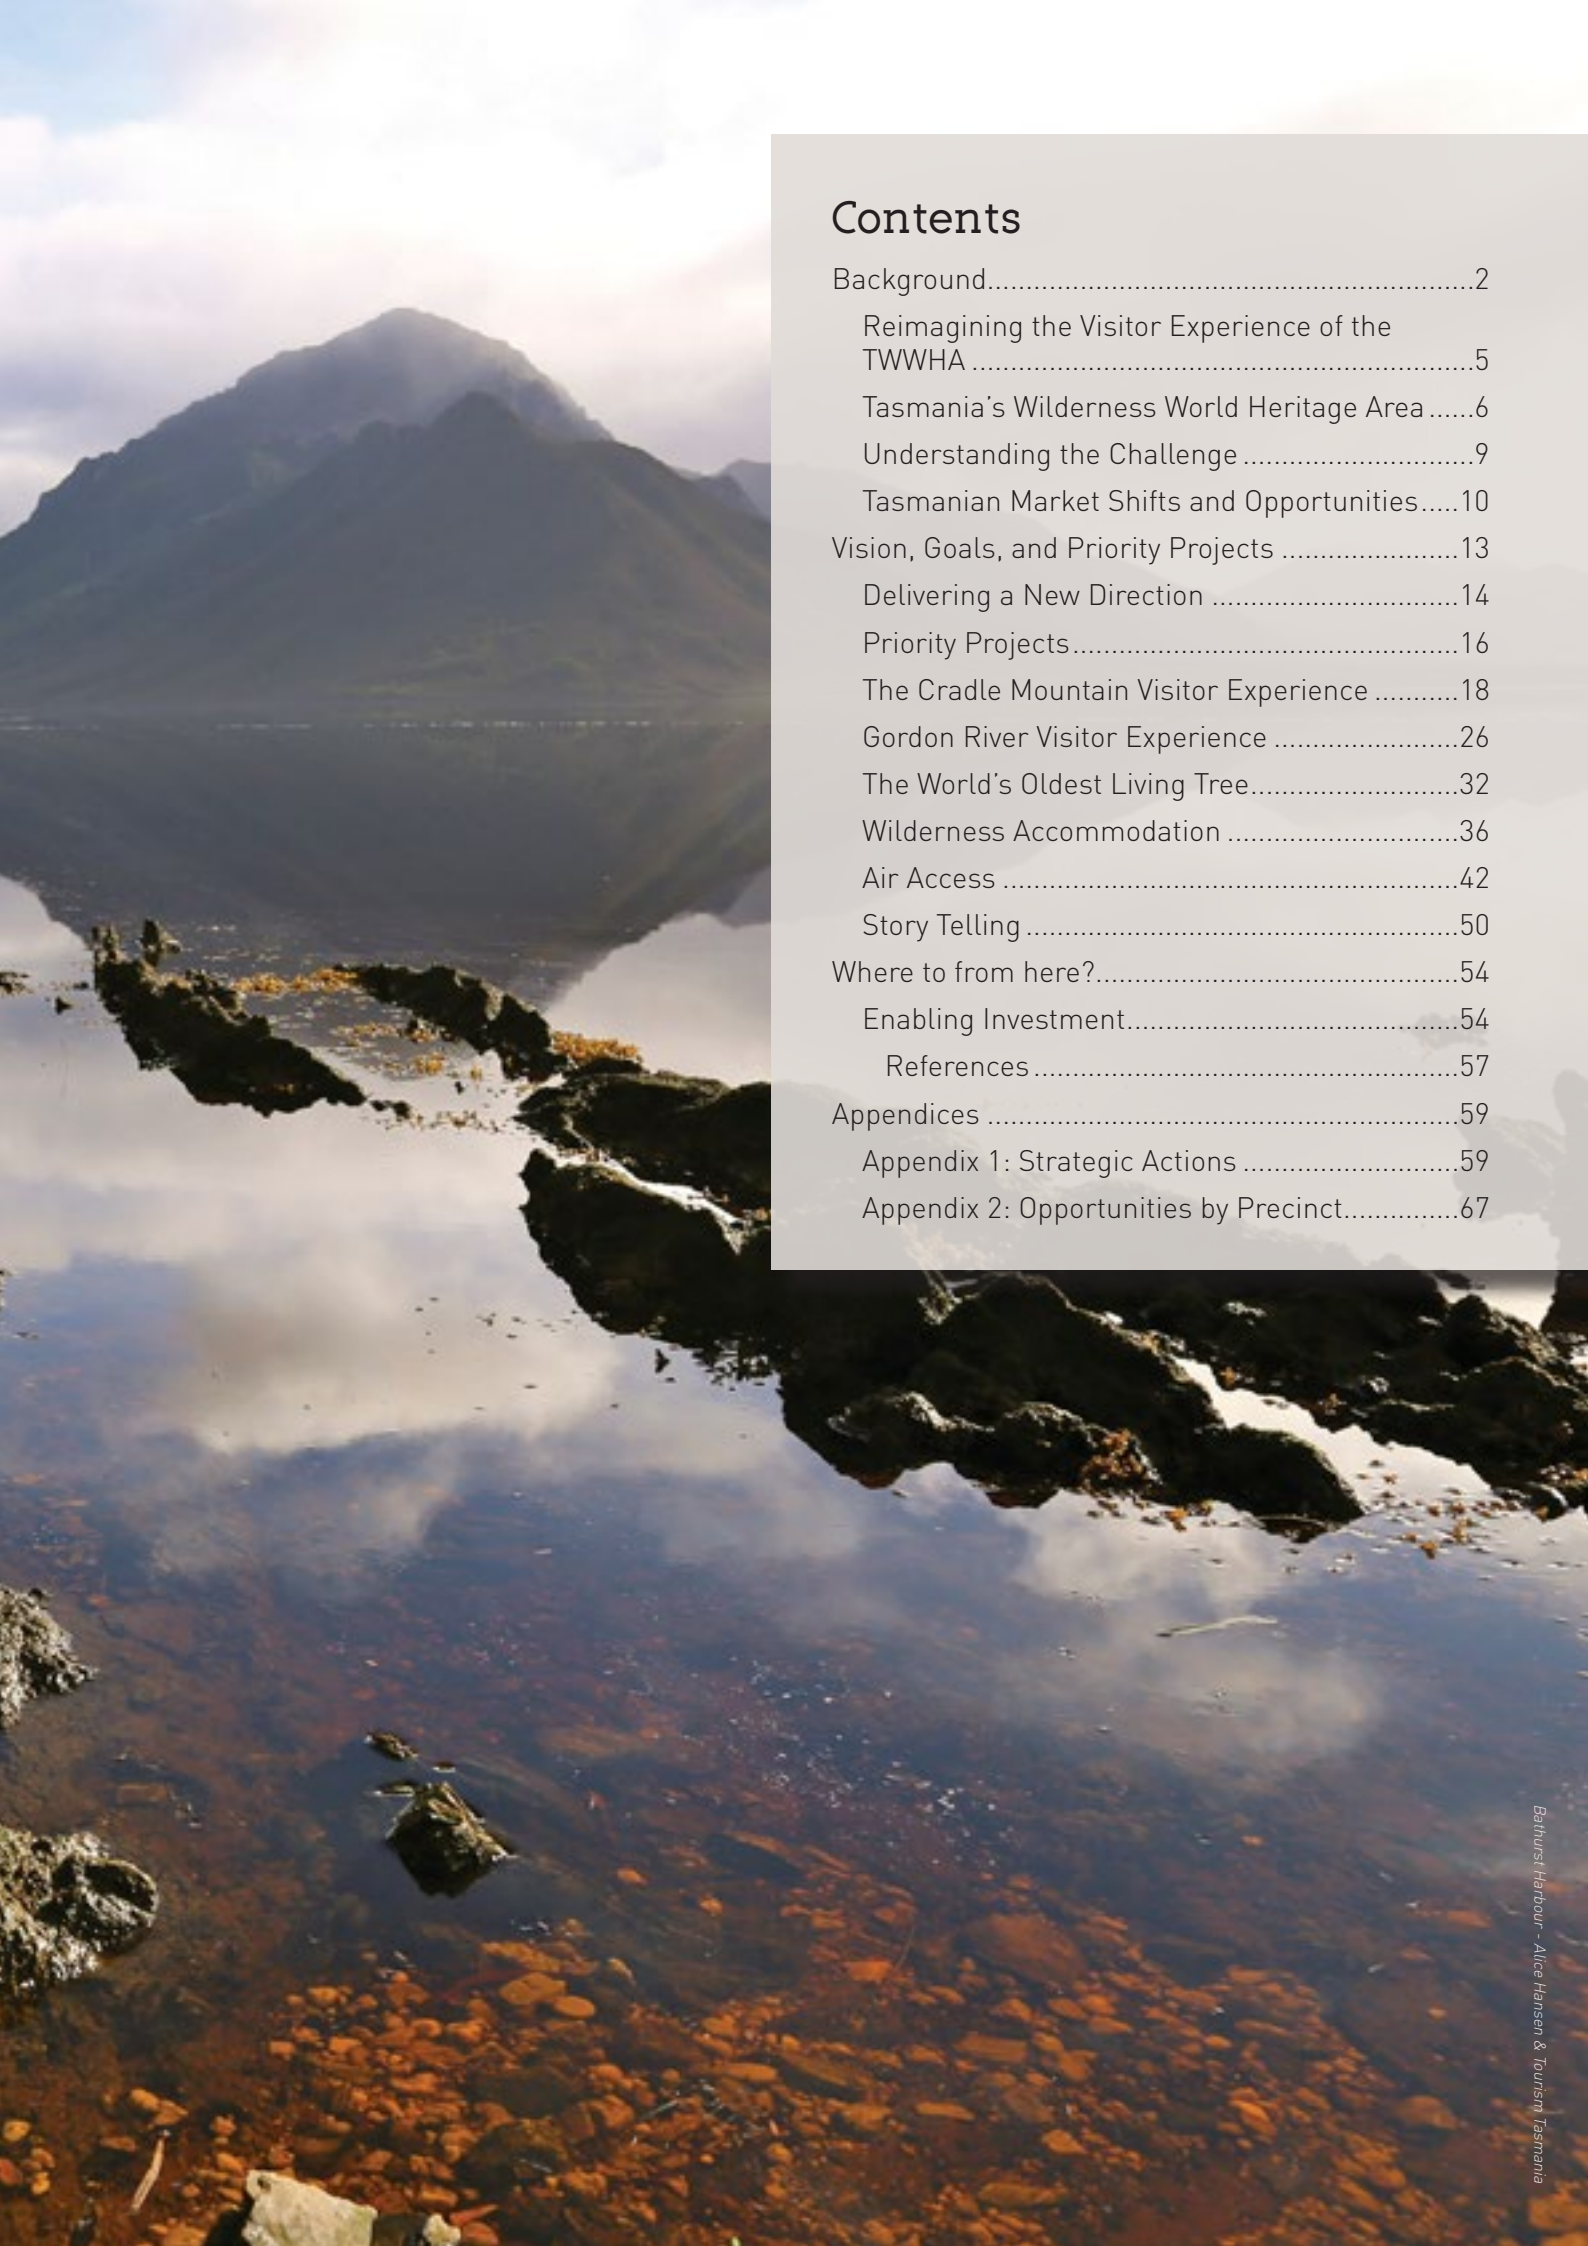 Contents
Background.................................................................2
Reimagining the Visitor Experience of the
TWWHA ...................................................................5
Tasmania’s Wilderness World Heritage Area ......6
Understanding the Challenge ..............................9
Tasmanian Market Shifts and Opportunities.....10
Vision, Goals, and Priority Projects .......................13
Delivering a New Direction ................................14
Priority Projects..................................................16
The Cradle Mountain Visitor Experience ...........18
Gordon River Visitor Experience ........................26
The World’s Oldest Living Tree...........................32
Wilderness Accommodation ..............................36
Air Access ...........................................................42
Story Telling ........................................................50
Where to from here?...............................................54
Enabling Investment...........................................54
References .......................................................57
Appendices .............................................................59
Appendix 1: Strategic Actions ............................59
Appendix 2: Opportunities by Precinct...............67
Bathurst Harbour - Alice Hansen & Tourism Tasmania